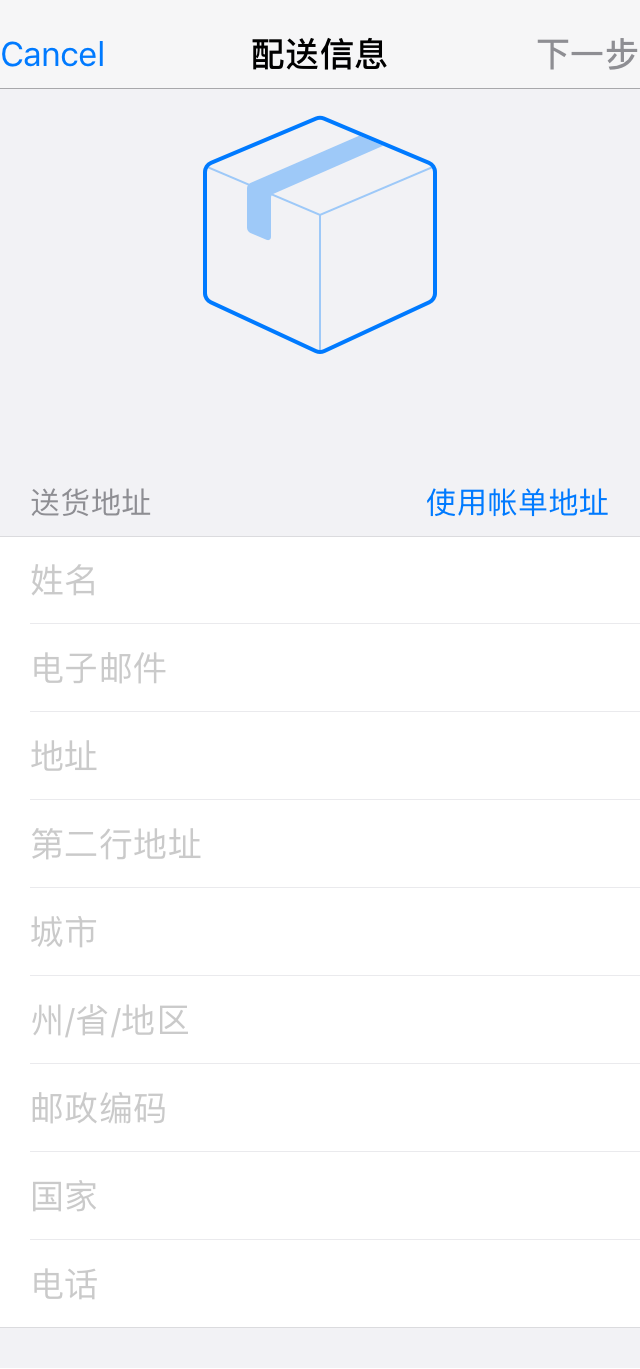 Cancel 配送信息 下一步
送货地址 使用帐单地址
姓名
电子邮件
地址
第二行地址
城市
州/省/地区
邮政编码
国家
电话